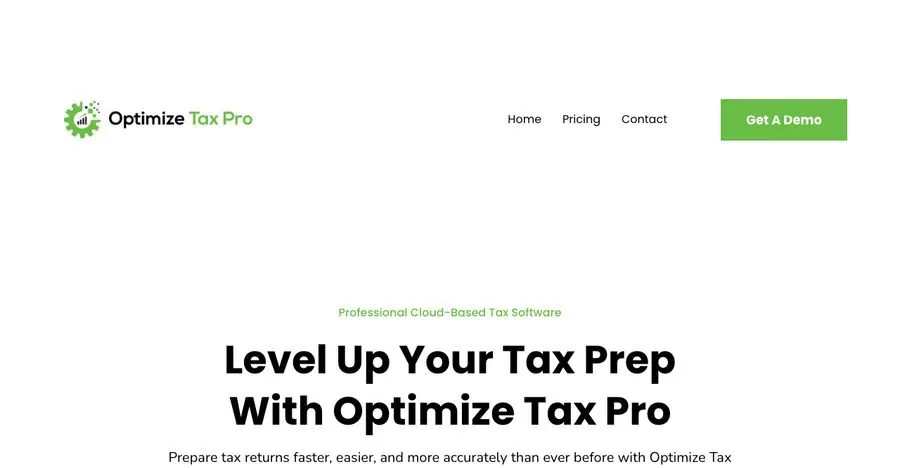 Optimize Tax Pro
Home Pricing Contact
Get A Demo
Professional Cloud-Based Tax Software
Level Up Your Tax Prep
With Optimize Tax Pro
Prepare tax returns faster, easier, and more accurately than ever before with Optimize Tax